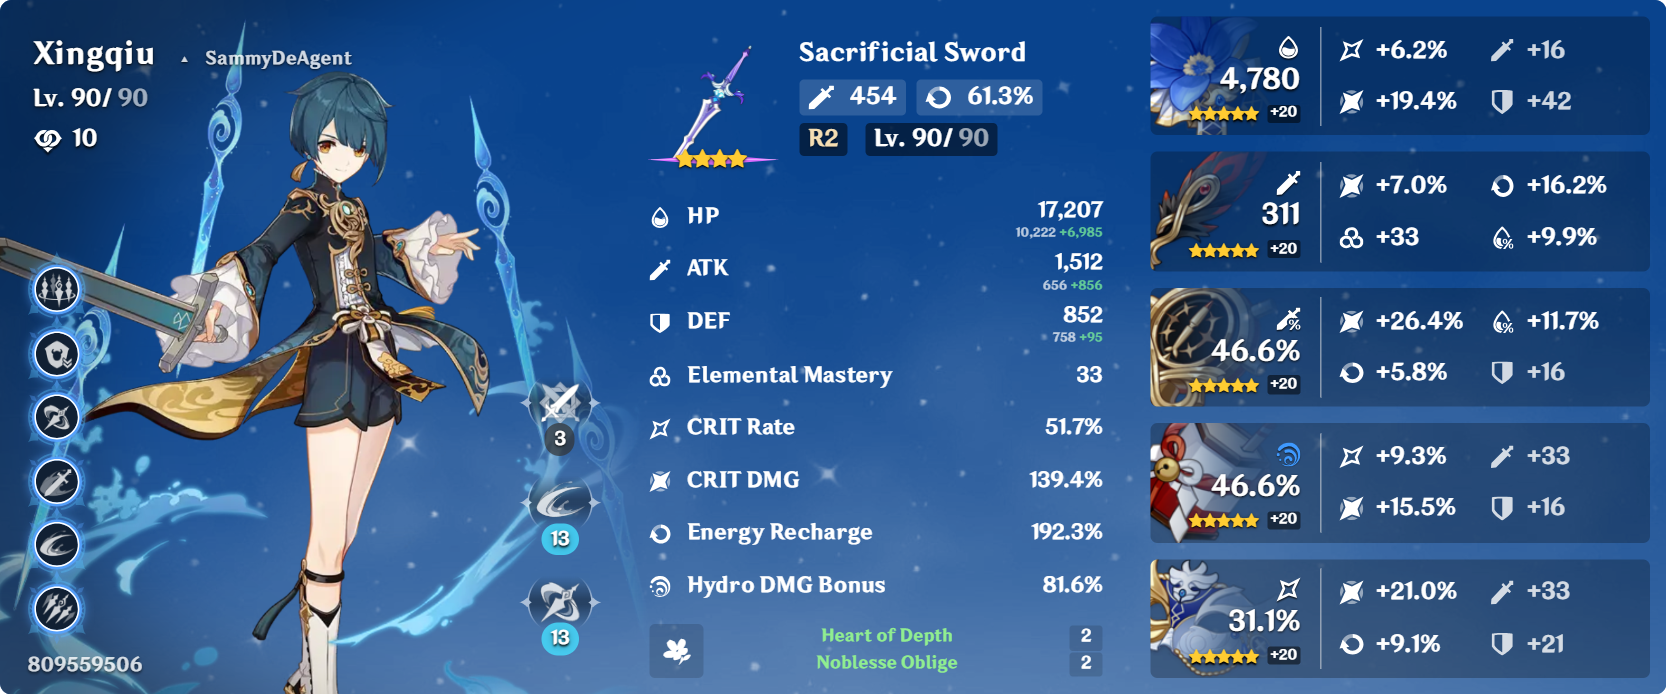 Xingqiu
SammyDeAgent
Lv. 90/ 90
10
3
13
13
809559506
Sacrificial Sword
454 61.3%
R2 Lv. 90/ 90
HP 17,207
10,222 +6,985
ATK 1,512
656 +856
DEF 852
758 +95
Elemental Mastery 33
CRIT Rate 51.7%
CRIT DMG 139.4%
Energy Recharge 192.3%
Hydro DMG Bonus 81.6%
Heart of Depth 2
Noblesse Oblige 2
4,780
+20
+6.2% +16
+19.4% +42
311
+20
+7.0% +16.2%
+33 % +9.9%
%
46.6%
+20
+26.4% % +11.7%
+5.8% +16
46.6%
+20
+9.3% +33
+15.5% +16
31.1%
+20
+21.0% +33
+9.1% +21